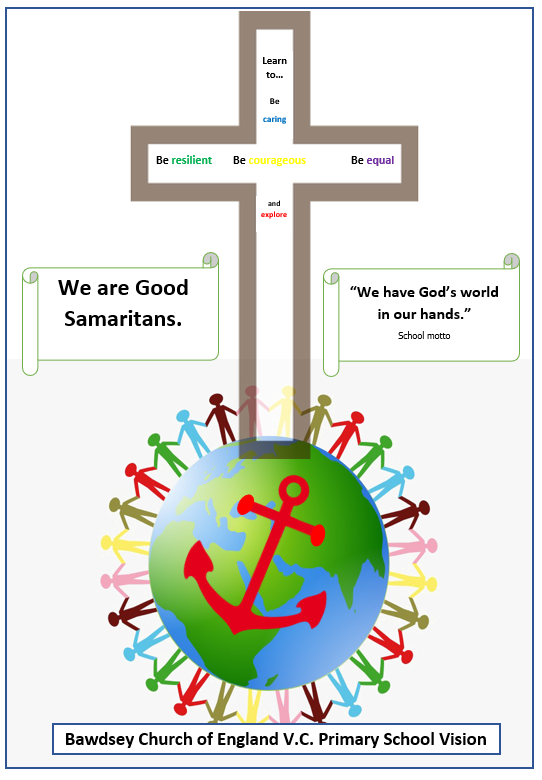 Learn
to...
Be
caring
Be resilient Be courageous Be equal
and
explore
We are Good
Samaritans.
“We have God’s world
in our hands.”
School motto
Bawdsey Church of England V.C. Primary School Vision